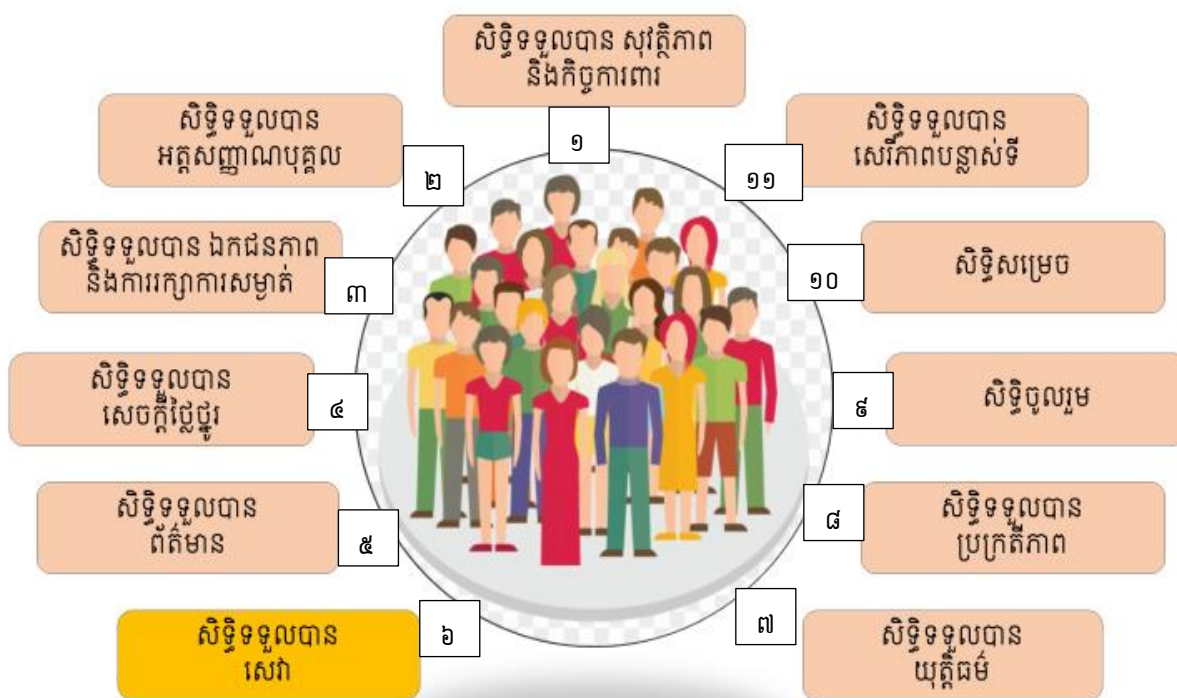 សិទ្ធិទទួលបាន សុវត្ថិភាព
និងកិច្ចការពារ
១
សិទ្ធិទទួលបាន
អត្តសញ្ញាណបុគ្គល
២
សិទ្ធិទទួលបាន ឯកជនភាព
និងការរក្សាការសម្ងាត់
៣
សិទ្ធិទទួលបាន
សេចក្តីថ្លៃថ្នូរ
៤
សិទ្ធិទទួលបាន
ព័ត៌មាន
៥
សិទ្ធិទទួលបាន
សេវា
៦
សិទ្ធិទទួលបាន
យុត្តិធម៌
៧
សិទ្ធិទទួលបាន
ប្រក្រតីភាព
៨
សិទ្ធិចូលរួម
៩
សិទ្ធិសម្រេច
១០
សិទ្ធិទទួលបាន
សេរីភាពបន្លាស់ទី
១១